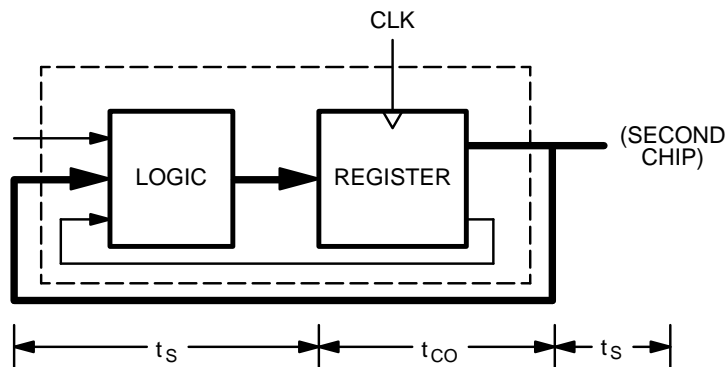 CLK
(SECOND
CHIP)
LOGIC
REGISTER
tS
tCO
tS